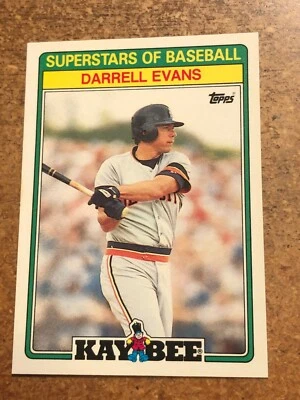 SUPERSTARS OF BASEBALL
DARRELL EVANS
Topps
KAY BEE